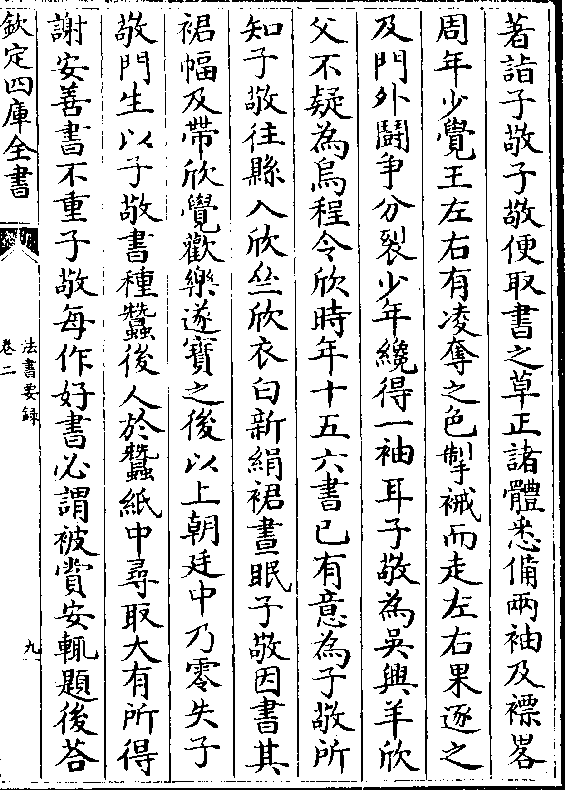 著詣子敬子敬便取書之草正諸體悉備兩袖及褾畧
周年少覺王左右有凌奪之色掣裓而走左右果逐之
及門外鬭爭分裂少年纔得一袖耳子敬為吳興羊欣
父不疑為烏程令欣時年十五六書已有意為子敬所
知子敬往縣入欣齋欣衣白新絹裙晝眠子敬因書其
裙幅及帶欣覺歡樂遂寶之後以上朝廷中乃零失子
敬門生以子敬書種蠶後人於蠶紙中尋取大有所得
謝安善書不重子敬每作好書必謂被賞安輒題後荅
欽定四庫全書
法書要録
卷二
九